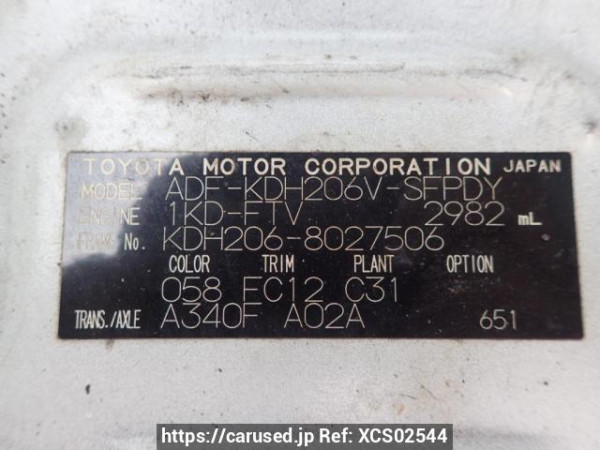 TOYOTA MOTOR CORPORATION JAPAN
MODEL ADF-KDH206V-SFPDY
ENGINE 1KD-FTV 2982 mL
FRAME No. KDH206-8027506
COLOR TRIM PLANT OPTION
058 FC12 C31
TRANS./AXLE A340F A02A 651
https://carused.jp Ref: XCS02544